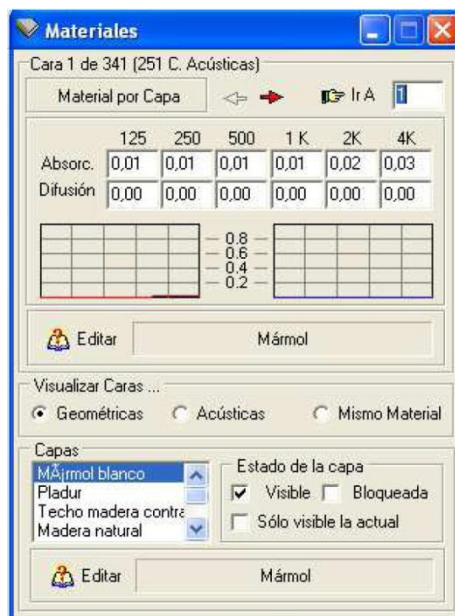 Materiales
Cara 1 de 341 (251 C. Acústicas)
Material por Capa Ir A 1
125 250 500 1 K 2K 4K
Absorc. 0,01 0,01 0,01 0,01 0,02 0,03
Difusión 0,00 0,00 0,00 0,00 0,00 0,00
0.8
0.6
0.4
0.2
Editar Mármol
Visualizar Caras ...
Geométricas Acústicas Mismo Material
Capas
MÃ¡rmol blanco
Pladur
Techo madera contra
Madera natural
Estado de la capa
Visible Bloqueada
Sólo visible la actual
Editar Mármol